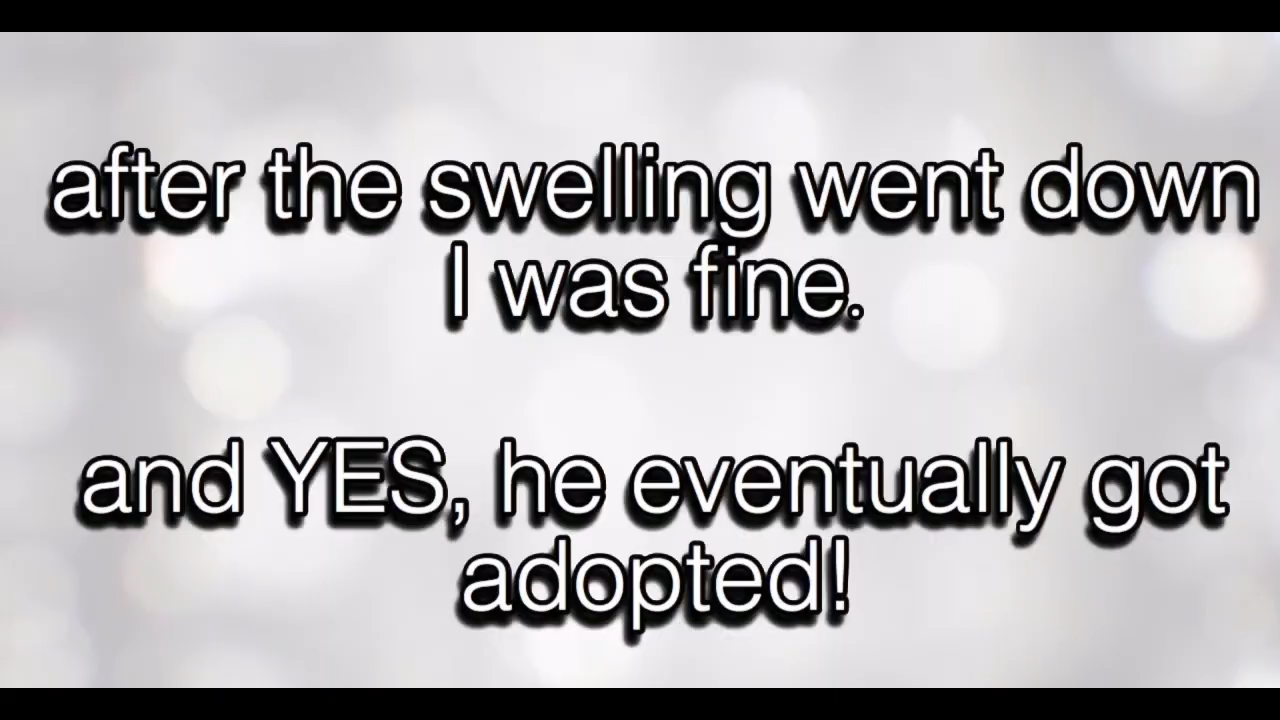 after the swelling went down
I was fine.
and YES, he eventually got
adopted!